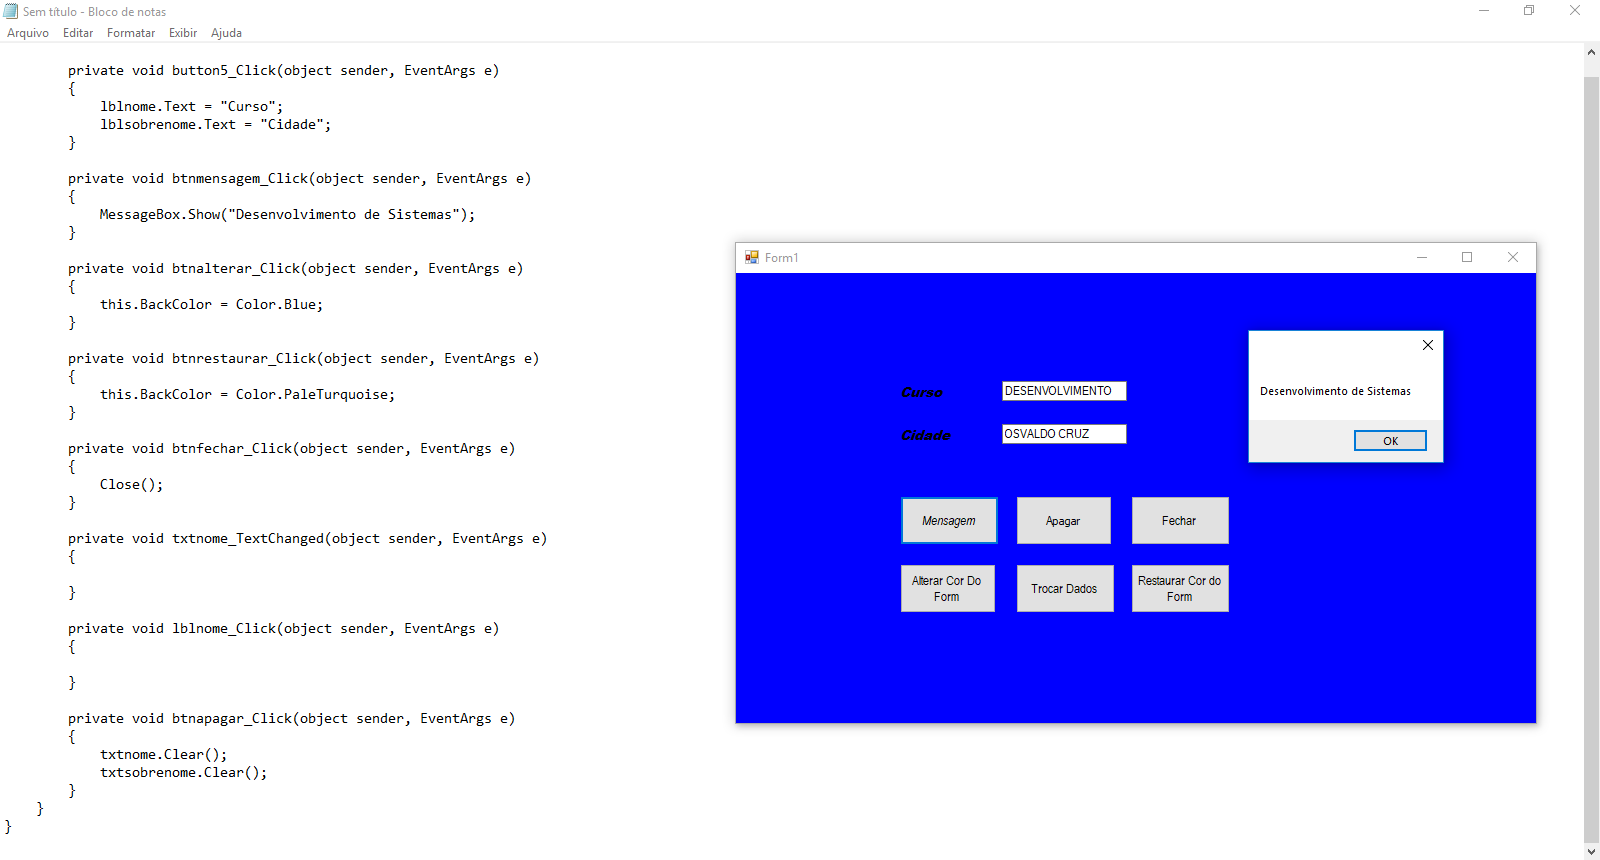 Sem título - Bloco de notas
Arquivo Editar Formatar Exibir Ajuda
        private void button5_Click(object sender, EventArgs e)
        {
            lblnome.Text = "Curso";
            lblsobrenome.Text = "Cidade";
        }
        private void btnmensagem_Click(object sender, EventArgs e)
        {
            MessageBox.Show("Desenvolvimento de Sistemas");
        }
        private void btnalterar_Click(object sender, EventArgs e)
        {
            this.BackColor = Color.Blue;
        }
        private void btnrestaurar_Click(object sender, EventArgs e)
        {
            this.BackColor = Color.PaleTurquoise;
        }
        private void btnfechar_Click(object sender, EventArgs e)
        {
            Close();
        }
        private void txtnome_TextChanged(object sender, EventArgs e)
        {
        }
        private void lblnome_Click(object sender, EventArgs e)
        {
        }
        private void btnapagar_Click(object sender, EventArgs e)
        {
            txtnome.Clear();
            txtsobrenome.Clear();
        }
    }
}
Form1
Curso DESENVOLVIMENTO
Cidade OSVALDO CRUZ
Mensagem
Apagar
Fechar
Alterar Cor Do
Form
Trocar Dados
Restaurar Cor do
Form
Desenvolvimento de Sistemas
OK